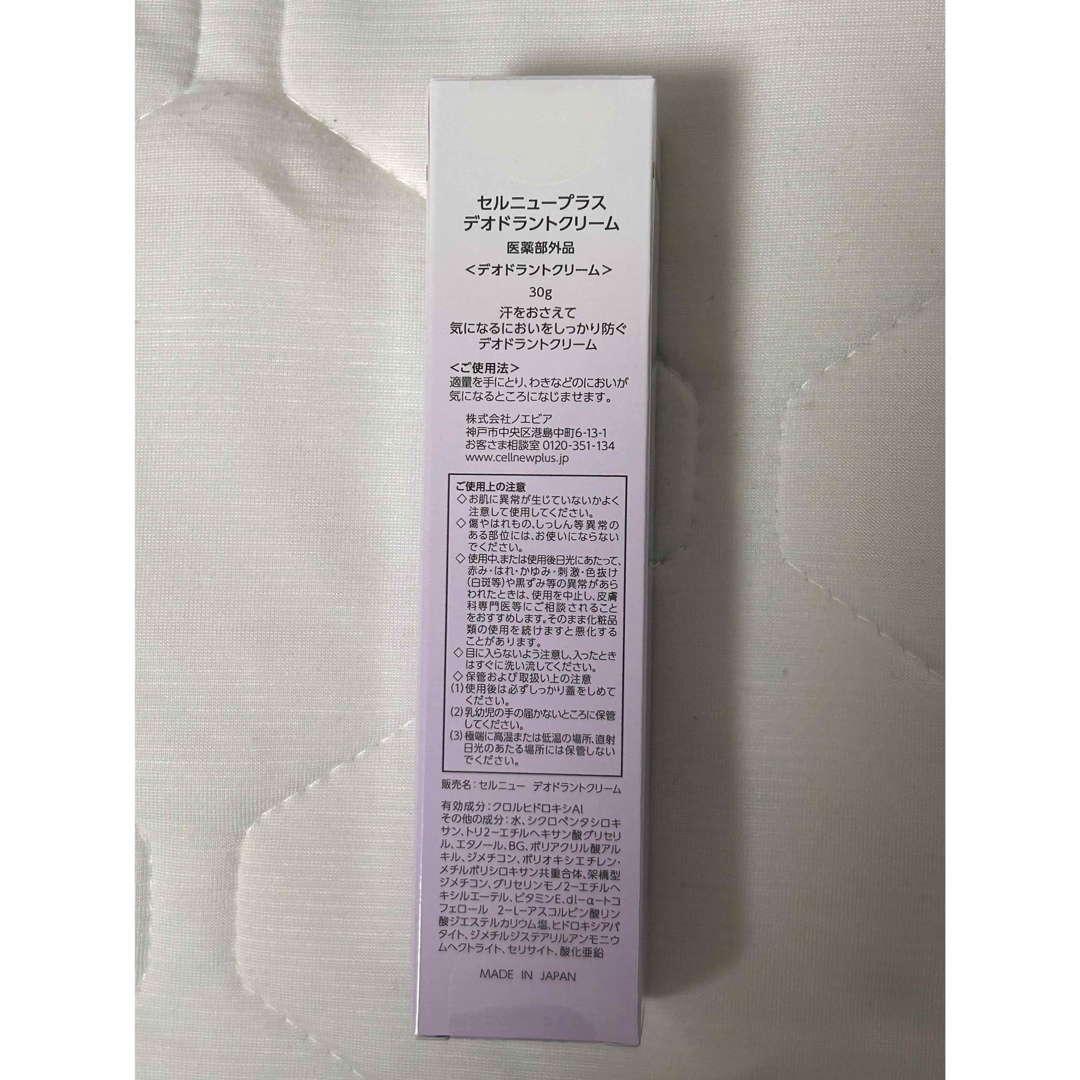 セルニュープラス
デオドラントクリーム
医薬部外品
＜デオドラントクリーム＞
30g
汗をおさえて
気になるにおいをしっかり防ぐ
デオドラントクリーム
＜ご使用法＞
適量を手にとり、わきなどのにおいが
気になるところになじませます。
株式会社ノエビア
神戸市中央区港島中町6-13-1
お客さま相談室 0120-351-134
www.cellnewplus.jp
ご使用上の注意
◇お肌に異常が生じていないかよく
注意して使用してください。
◇傷やはれもの、しっしん等異常の
ある部位には、お使いにならない
でください。
◇使用中、または使用後日光にあたって、
赤み・はれ・かゆみ・刺激・色抜け
(白斑等)や黒ずみ等の異常があら
われたときは、使用を中止し、皮膚
科専門医等にご相談されること
をおすすめします。そのまま化粧品
類の使用を続けますと悪化する
ことがあります。
◇目に入らないよう注意し、入ったとき
はすぐに洗い流してください。
◇保管および取扱い上の注意
(1)使用後は必ずしっかり蓋をしめて
ください。
(2)乳幼児の手の届かないところに保管
してください。
(3)極端に高温または低温の場所、直射
日光のあたる場所には保管しない
でください。
販売名：セルニュー デオドラントクリーム
有効成分：クロルヒドロキシAl
その他の成分：水、シクロペンタシロキ
サン、トリ2－エチルヘキサン酸グリセリ
ル、エタノール、BG、ポリアクリル酸アル
キル、ジメチコン、ポリオキシエチレン・
メチルポリシロキサン共重合体、架橋型
ジメチコン、グリセリンモノ2－エチルヘ
キシルエーテル、ビタミンE、dl－α－トコ
フェロール 2－L－アスコルビン酸リン
酸ジエステルカリウム塩、ヒドロキシアパ
タイト、ジメチルジステアリルアンモニウ
ムヘクトライト、セリサイト、酸化亜鉛
MADE IN JAPAN